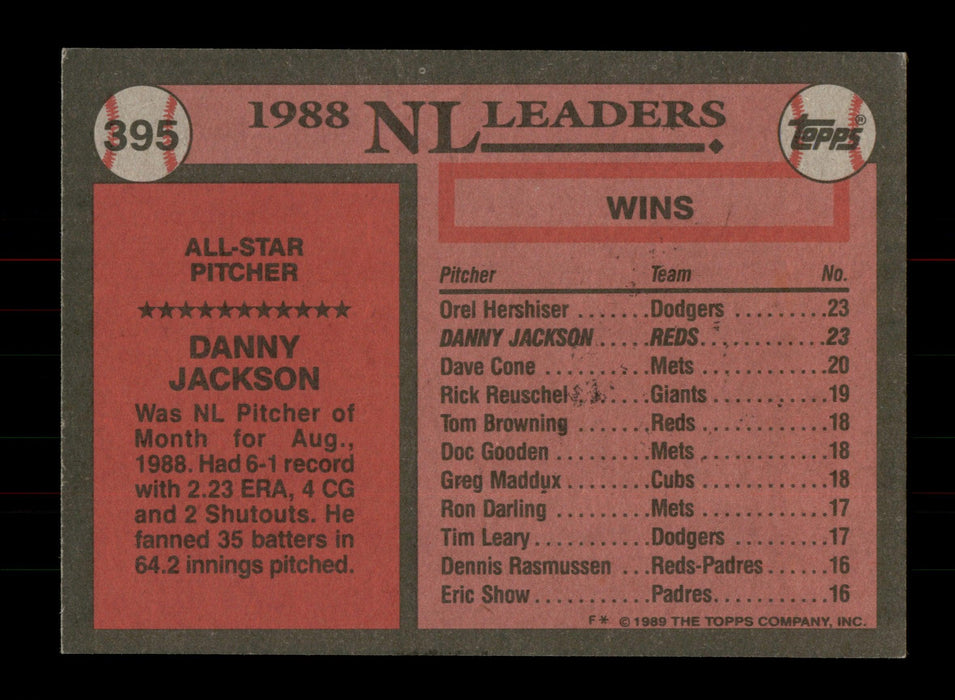 395
1988 NL LEADERS
topps®
ALL-STAR
PITCHER
★★★★★★★★★★★
DANNY
JACKSON
Was NL Pitcher of
Month for Aug.,
1988. Had 6-1 record
with 2.23 ERA, 4 CG
and 2 Shutouts. He
fanned 35 batters in
64.2 innings pitched.
WINS
Pitcher Team No.
Orel Hershiser .......Dodgers .........23
DANNY JACKSON .....REDS............23
Dave Cone ............Mets ............20
Rick Reuschel.........Giants ...........19
Tom Browning ........Reds ............18
Doc Gooden ..........Mets ............18
Greg Maddux .........Cubs ............18
Ron Darling ..........Mets ............17
Tim Leary............Dodgers .........17
Dennis Rasmussen ...Reds-Padres......16
Eric Show............Padres...........16
F* © 1989 THE TOPPS COMPANY, INC.